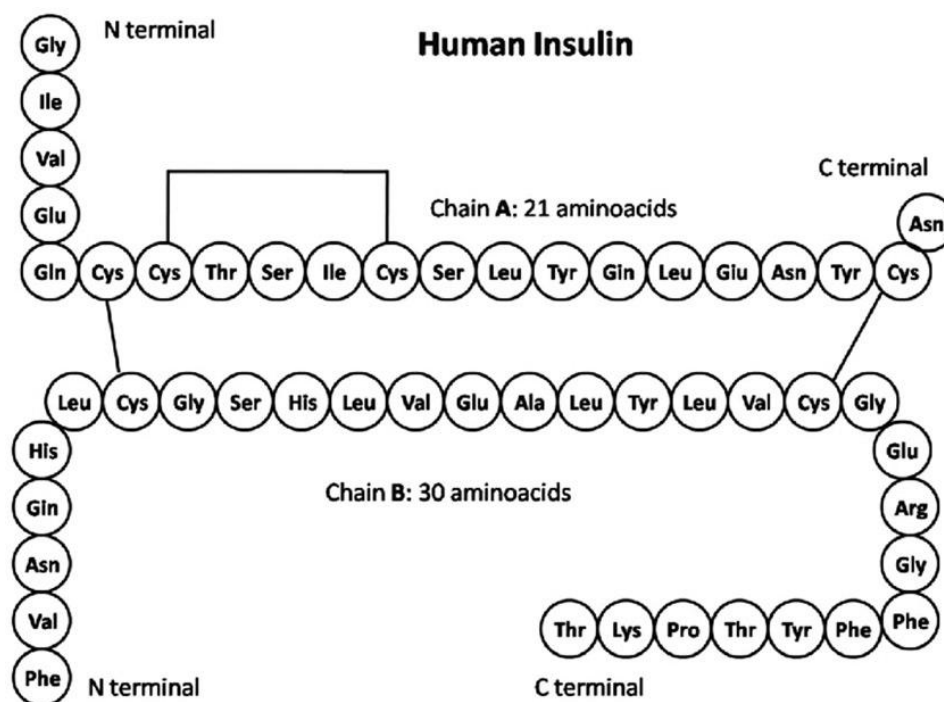 N terminal
Human Insulin
Gly
Ile
Val
Glu
C terminal
Chain A: 21 aminoacids
Asn
Gln Cys Cys Thr Ser Ile Cys Ser Leu Tyr Gln Leu Glu Asn Tyr Cys
Leu Cys Gly Ser His Leu Val Glu Ala Leu Tyr Leu Val Cys Gly
His
Gln
Asn
Val
Phe
N terminal
Chain B: 30 aminoacids
Glu
Arg
Gly
Phe
Thr Lys Pro Thr Tyr Phe
C terminal